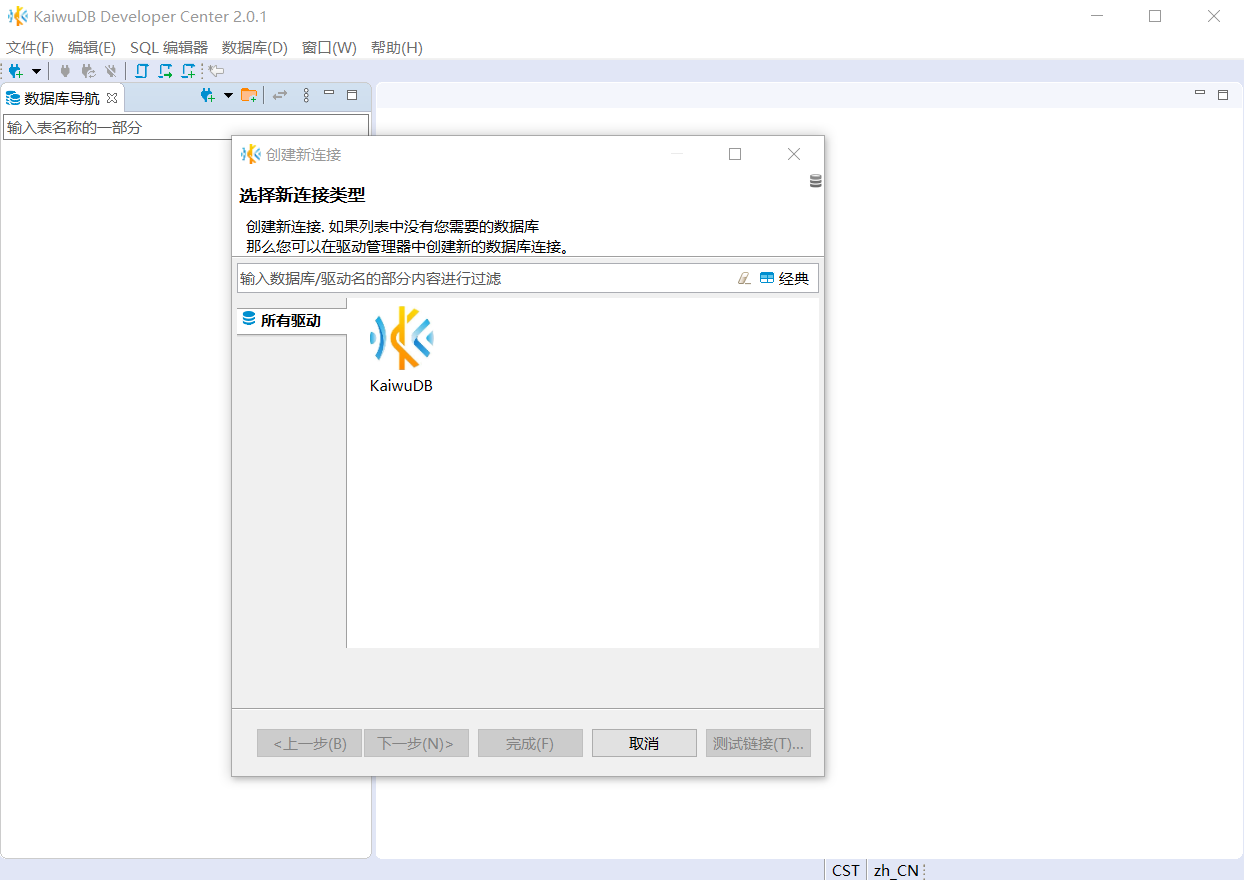 KaiwuDB Developer Center 2.0.1
文件(F) 编辑(E) SQL 编辑器 数据库(D) 窗口(W) 帮助(H)
数据库导航
输入表名称的一部分
创建新连接
选择新连接类型
创建新连接. 如果列表中没有您需要的数据库
那么您可以在驱动管理器中创建新的数据库连接。
输入数据库/驱动名的部分内容进行过滤 经典
所有驱动
KaiwuDB
<上一步(B) 下一步(N)> 完成(F) 取消 测试链接(T)...
CST zh_CN